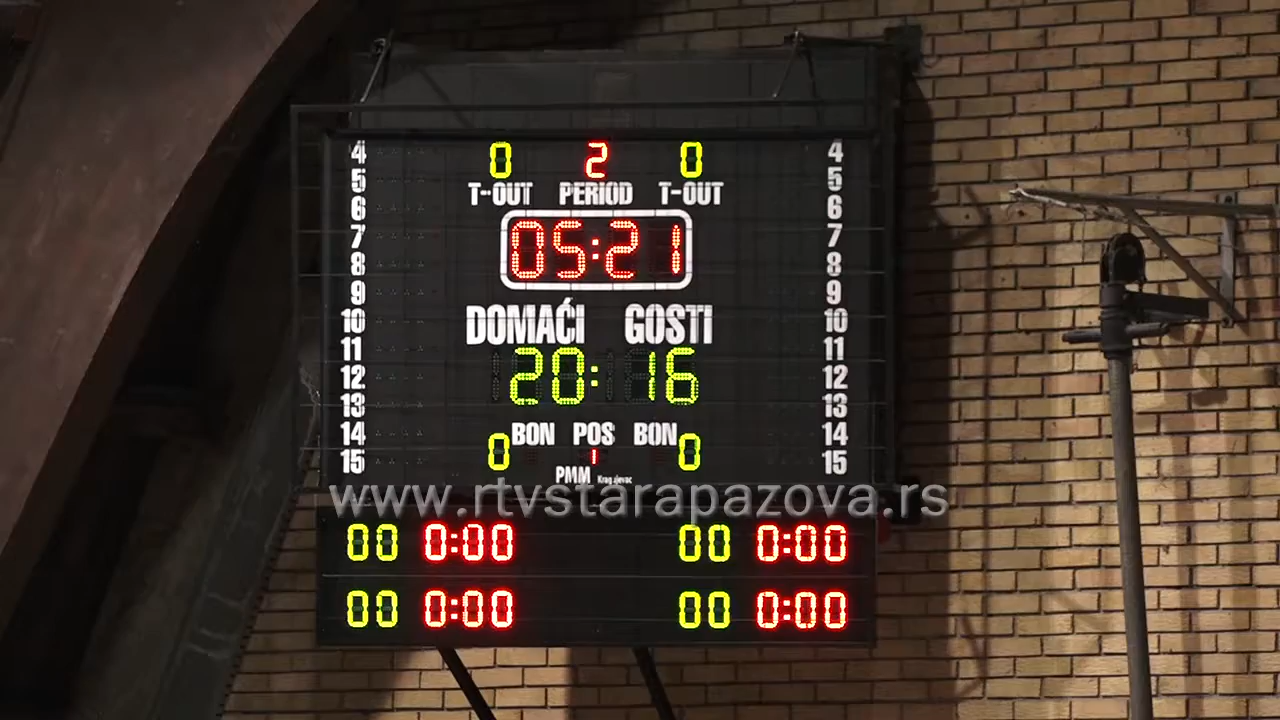 4 0 2 0 4
5 T-OUT PERIOD T-OUT 5
6 6
7 05:21 7
8 8
9 9
10 DOMAĆI GOSTI 10
11 11
12 20:16 12
13 13
14 BON POS BON 14
15 0 1 0 15
PMM Kragujevac
www.rtvstarapazova.rs
00 0:00 00 0:00
00 0:00 00 0:00